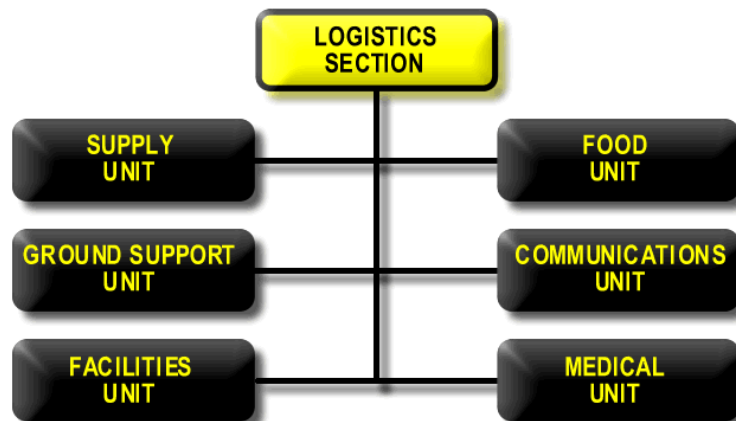 LOGISTICS
SECTION
SUPPLY
UNIT
FOOD
UNIT
GROUND SUPPORT
UNIT
COMMUNICATIONS
UNIT
FACILITIES
UNIT
MEDICAL
UNIT